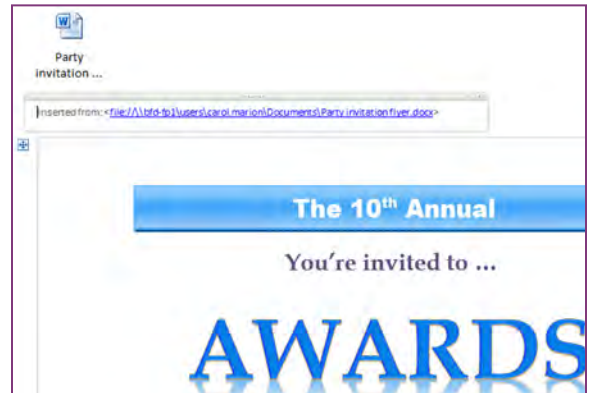 W
Party
invitation ...
Inserted from: <file://\\bfd-fp1\users\carol.marion\Documents\Party invitation flyer.docx>
The 10th Annual
You're invited to ...
AWARDS